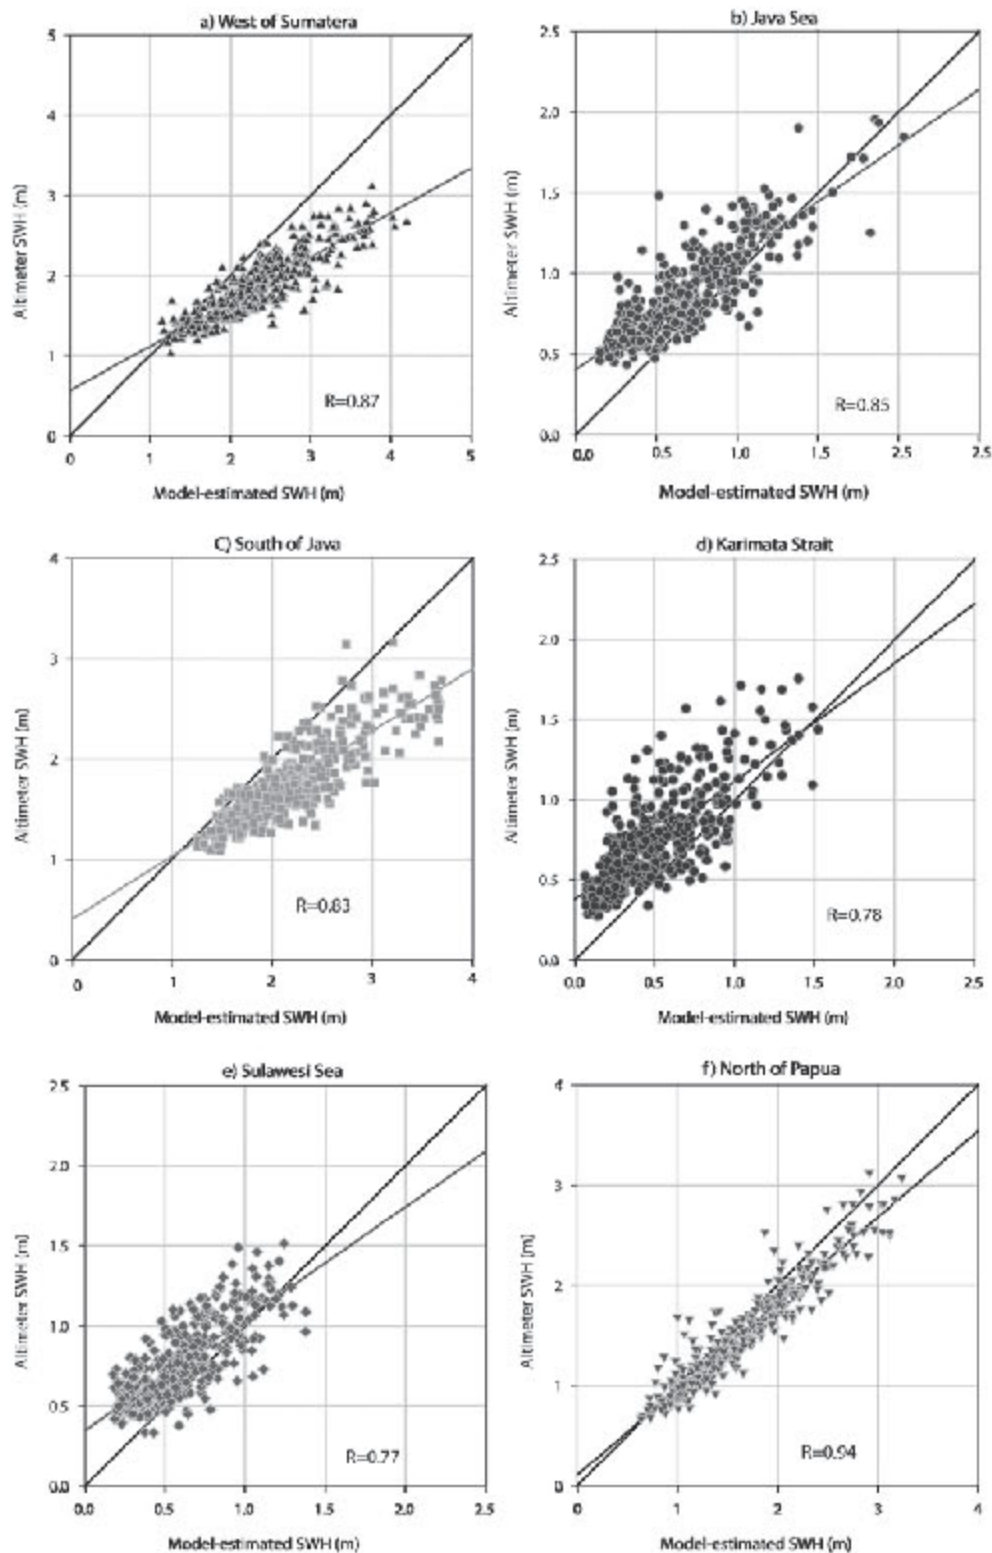 a) West of Sumatera
5
4
3
2
1
0
Altimeter SWH (m)
R=0.87
0 1 2 3 4 5
Model-estimated SWH (m)
b) Java Sea
2.5
2.0
1.5
1.0
0.5
0.0
Altimeter SWH (m)
R=0.85
0.0 0.5 1.0 1.5 2.5 2.5
Model-estimated SWH (m)
C) South of Java
4
3
2
1
0
Altimeter SWH (m)
R=0.83
0 1 2 3 4
Model-estimated SWH (m)
d) Karimata Strait
2.5
2.0
1.5
1.0
0.5
0.0
Altimeter SWH (m)
R=0.78
0.0 0.5 1.0 1.5 2.0 2.5
Model-estimated SWH (m)
e) Sulawesi Sea
2.5
2.0
1.5
1.0
0.5
0.0
Altimeter SWH (m)
R=0.77
0.0 0.5 1.0 1.5 2.0 2.5
Model-estimated SWH (m)
f) North of Papua
4
3
2
1
0
Altimeter SWH (m)
R=0.94
0 1 2 3 4
Model-estimated SWH (m)